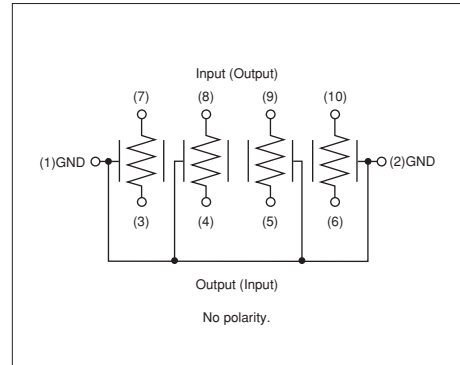 Input (Output)
(7) (8) (9) (10)
(1)GND (2)GND
(3) (4) (5) (6)
Output (Input)
No polarity.